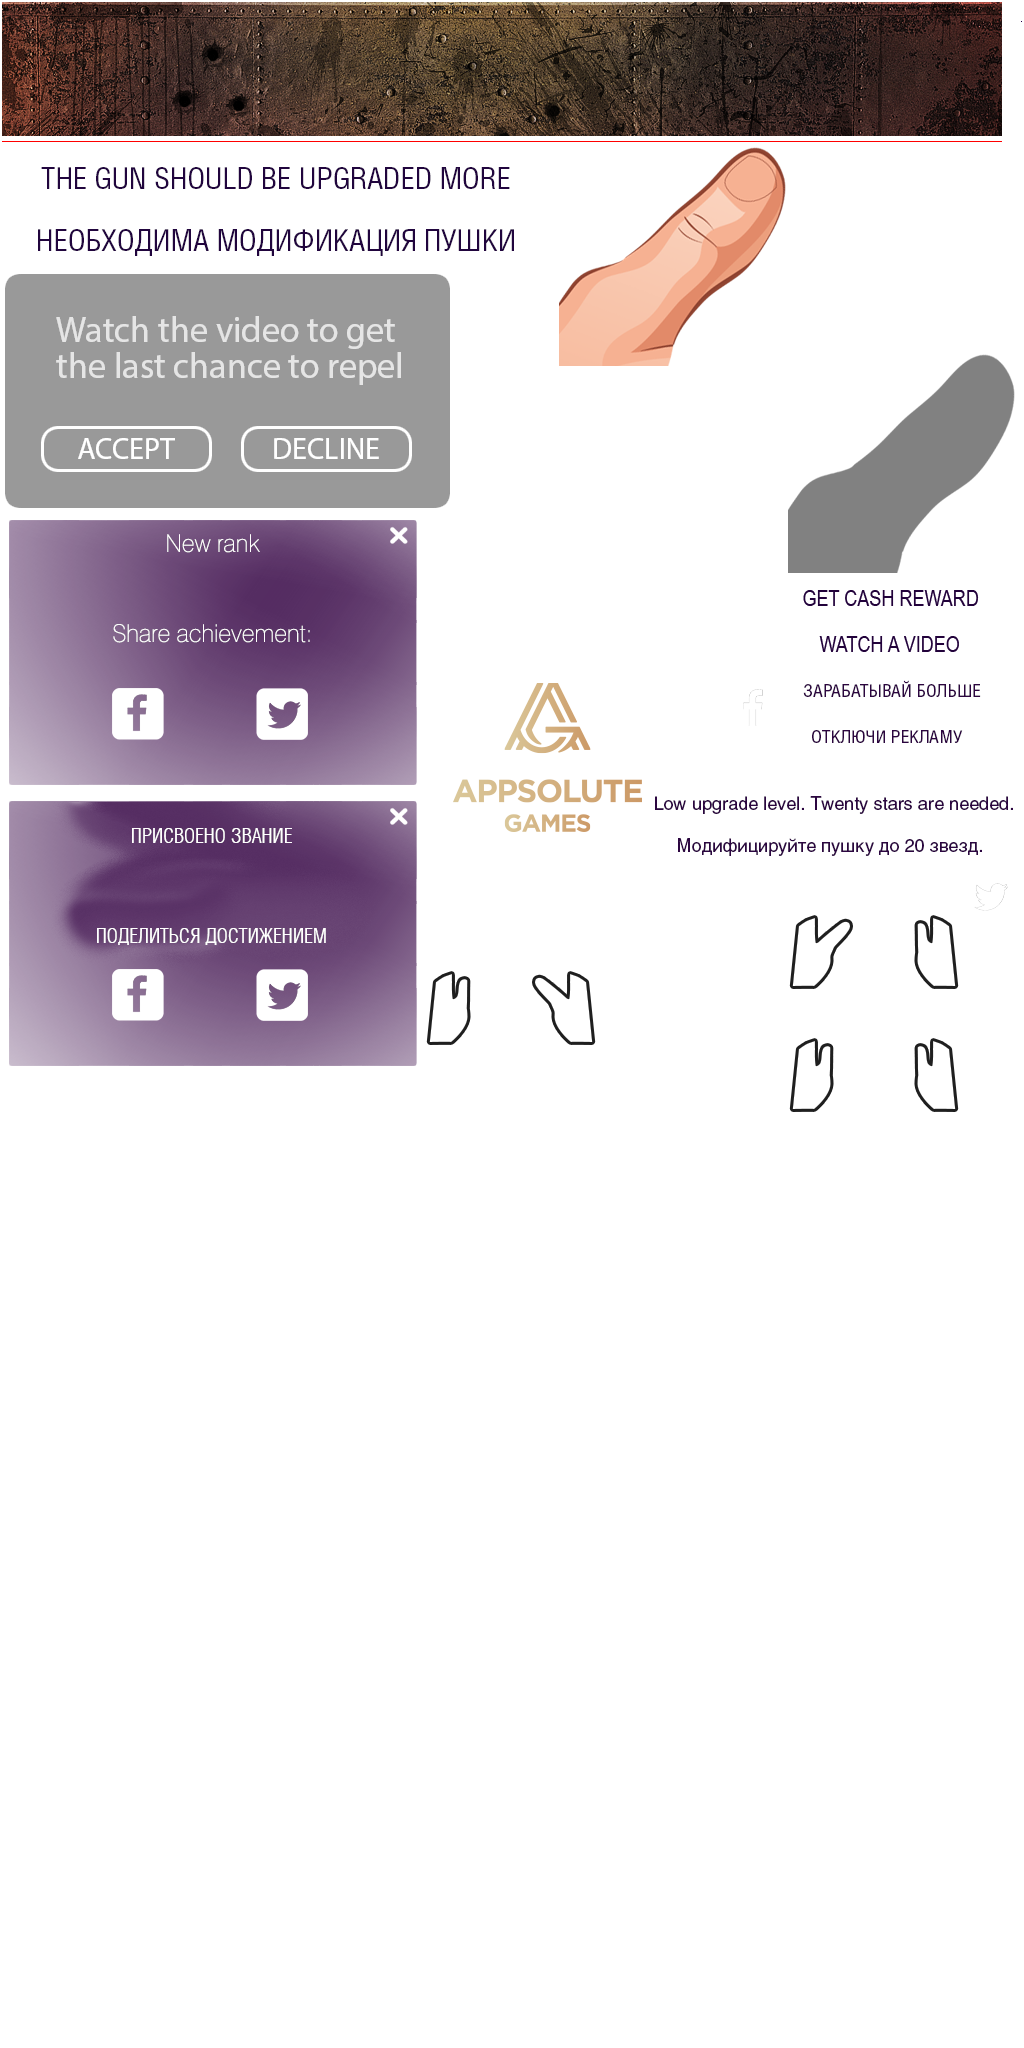 THE GUN SHOULD BE UPGRADED MORE
НЕОБХОДИМА МОДИФИКАЦИЯ ПУШКИ
Watch the video to get
the last chance to repel
ACCEPT
DECLINE
New rank
Share achievement:
ПРИСВОЕНО ЗВАНИЕ
ПОДЕЛИТЬСЯ ДОСТИЖЕНИЕМ
APPSOLUTE
GAMES
GET CASH REWARD
WATCH A VIDEO
ЗАРАБАТЫВАЙ БОЛЬШЕ
ОТКЛЮЧИ РЕКЛАМУ
Low upgrade level. Twenty stars are needed.
Модифицируйте пушку до 20 звезд.